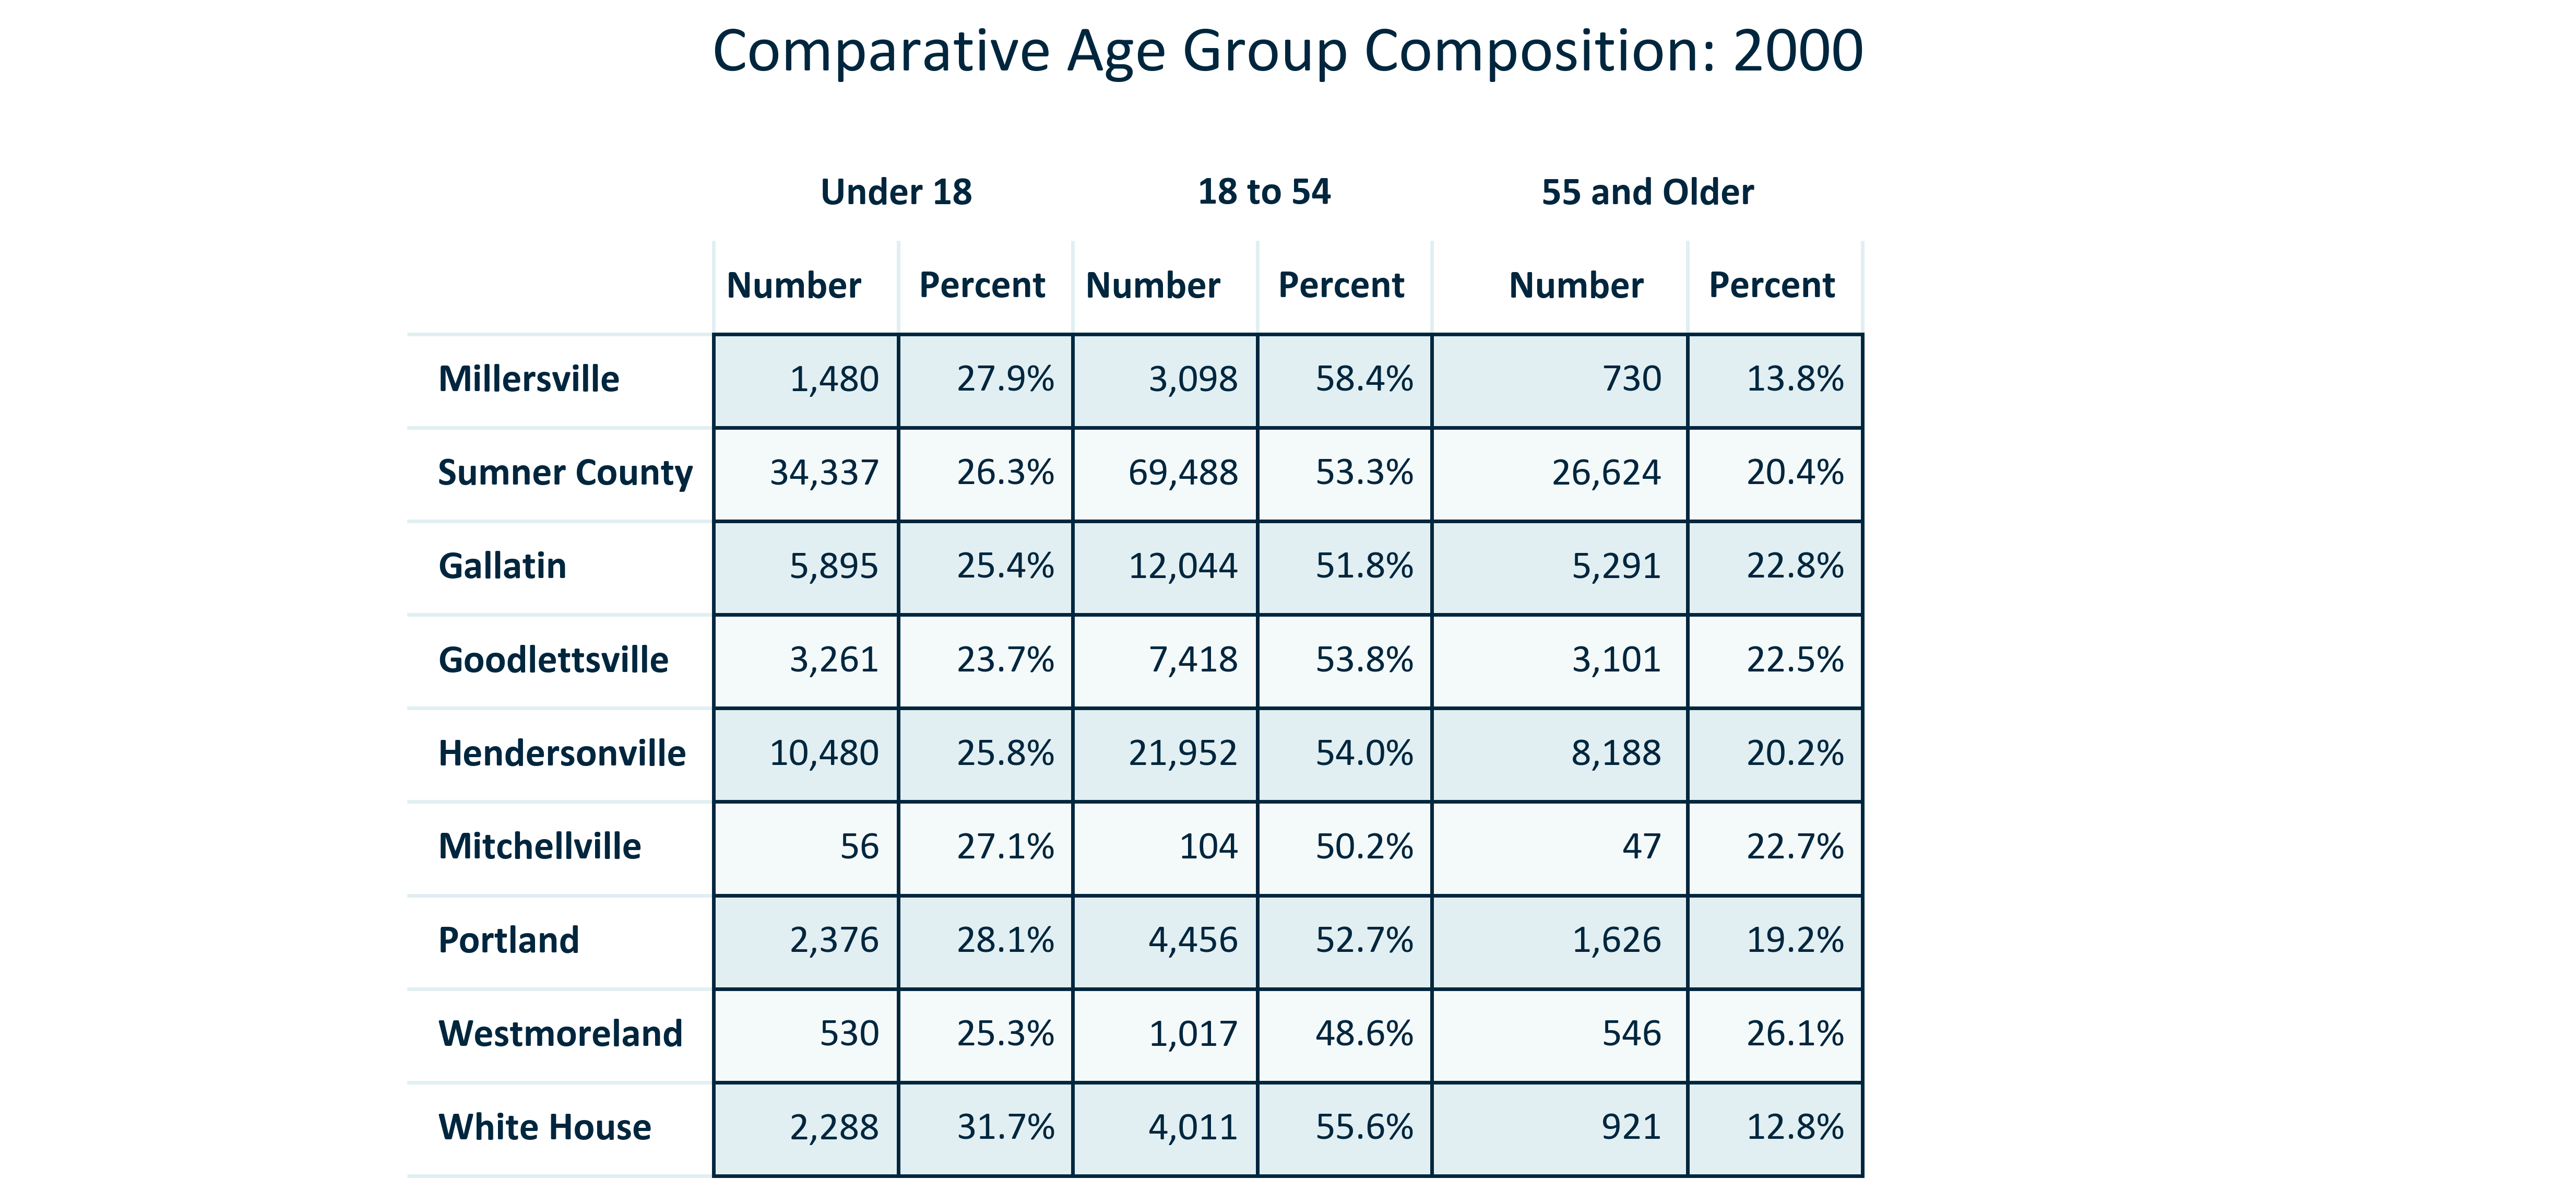 Comparative Age Group Composition: 2000
Under 18 18 to 54 55 and Older
Number Percent Number Percent Number Percent
Millersville 1,480 27.9% 3,098 58.4% 730 13.8%
Sumner County 34,337 26.3% 69,488 53.3% 26,624 20.4%
Gallatin 5,895 25.4% 12,044 51.8% 5,291 22.8%
Goodlettsville 3,261 23.7% 7,418 53.8% 3,101 22.5%
Hendersonville 10,480 25.8% 21,952 54.0% 8,188 20.2%
Mitchellville 56 27.1% 104 50.2% 47 22.7%
Portland 2,376 28.1% 4,456 52.7% 1,626 19.2%
Westmoreland 530 25.3% 1,017 48.6% 546 26.1%
White House 2,288 31.7% 4,011 55.6% 921 12.8%